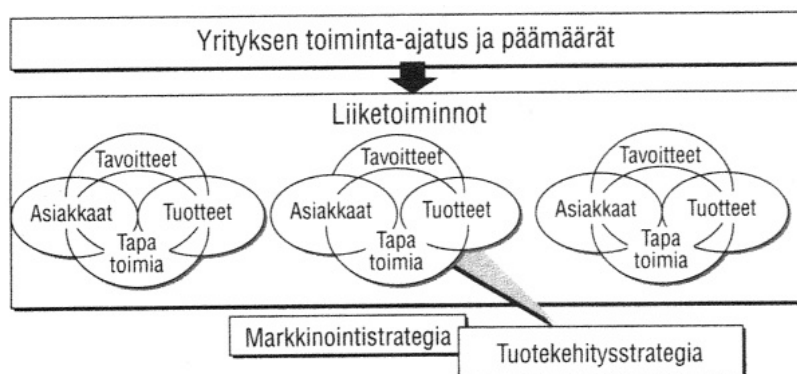 Yrityksen toiminta-ajatus ja päämäärät
Liiketoiminnot
Tavoitteet
Asiakkaat
Tuotteet
Tapa
toimia
Tavoitteet
Asiakkaat
Tuotteet
Tapa
toimia
Tavoitteet
Asiakkaat
Tuotteet
Tapa
toimia
Markkinointistrategia
Tuotekehitysstrategia